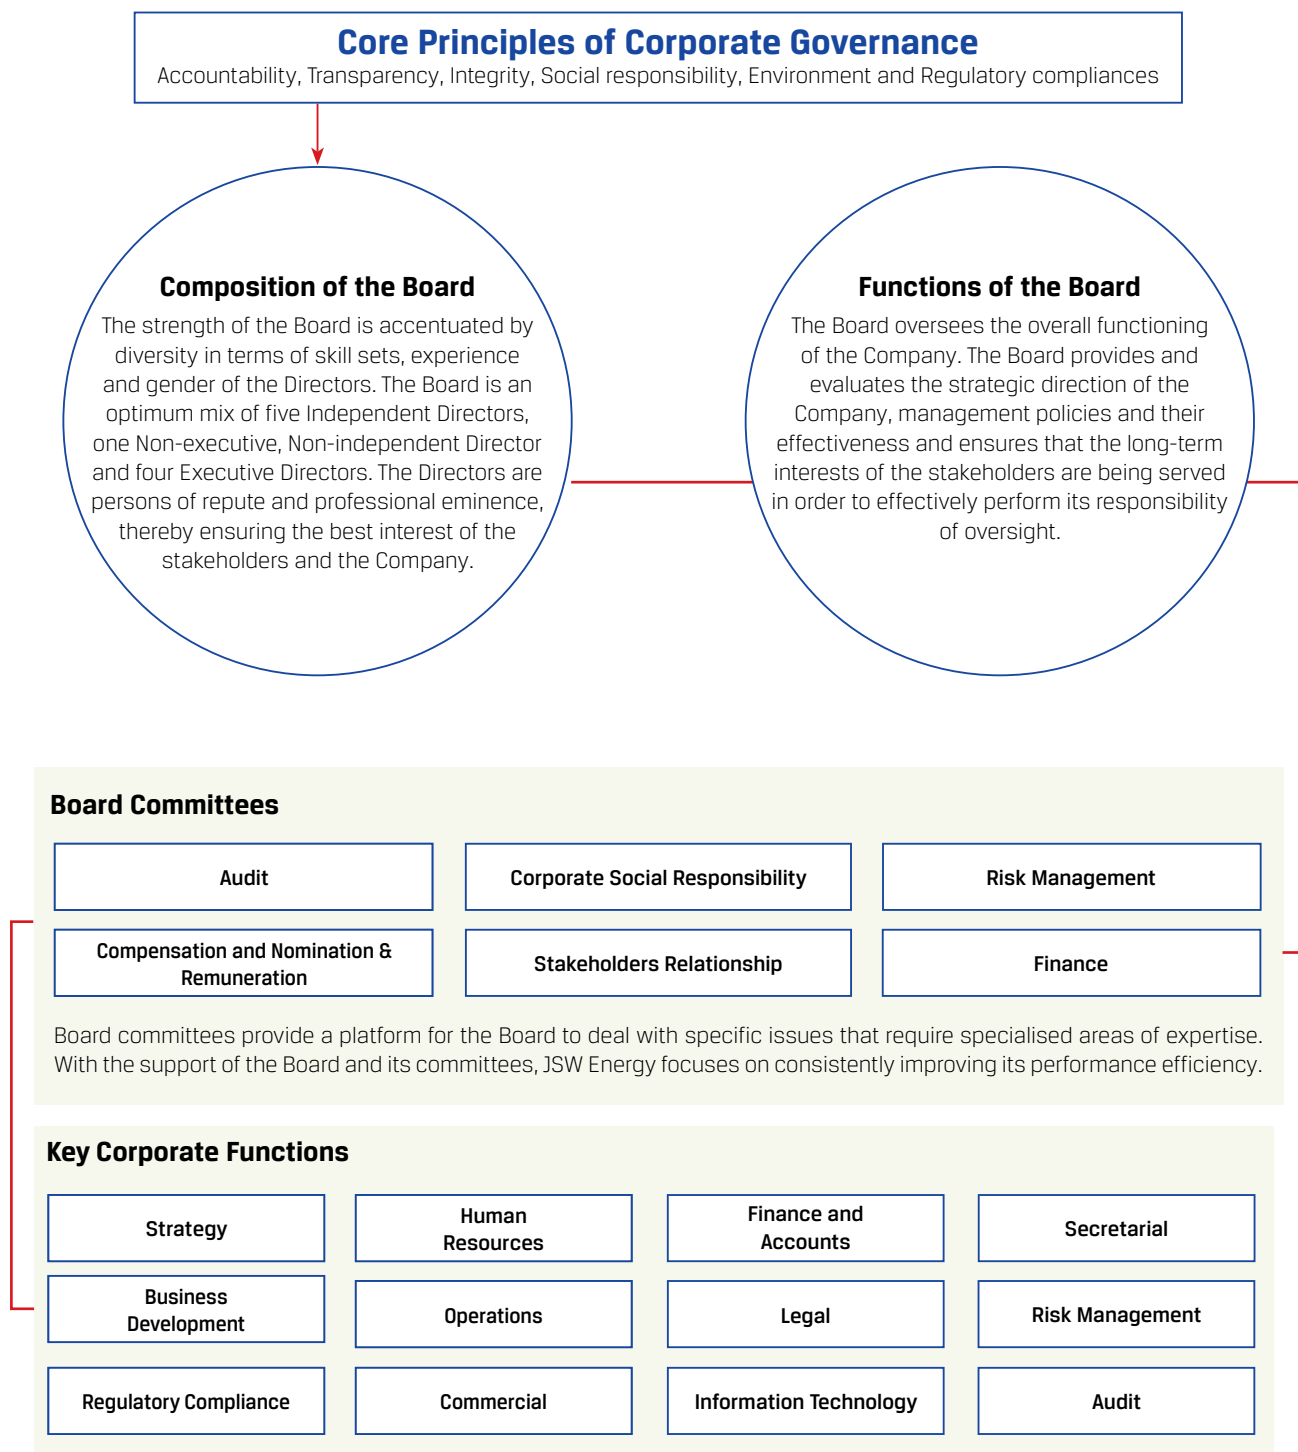 Core Principles of Corporate Governance
Accountability, Transparency, Integrity, Social responsibility, Environment and Regulatory compliances
Composition of the Board
The strength of the Board is accentuated by
diversity in terms of skill sets, experience
and gender of the Directors. The Board is an
optimum mix of five Independent Directors,
one Non-executive, Non-independent Director
and four Executive Directors. The Directors are
persons of repute and professional eminence,
thereby ensuring the best interest of the
stakeholders and the Company.
Functions of the Board
The Board oversees the overall functioning
of the Company. The Board provides and
evaluates the strategic direction of the
Company, management policies and their
effectiveness and ensures that the long-term
interests of the stakeholders are being served
in order to effectively perform its responsibility
of oversight.
Board Committees
Audit
Corporate Social Responsibility
Risk Management
Compensation and Nomination &
Remuneration
Stakeholders Relationship
Finance
Board committees provide a platform for the Board to deal with specific issues that require specialised areas of expertise.
With the support of the Board and its committees, JSW Energy focuses on consistently improving its performance efficiency.
Key Corporate Functions
Strategy
Human
Resources
Finance and
Accounts
Secretarial
Business
Development
Operations
Legal
Risk Management
Regulatory Compliance
Commercial
Information Technology
Audit